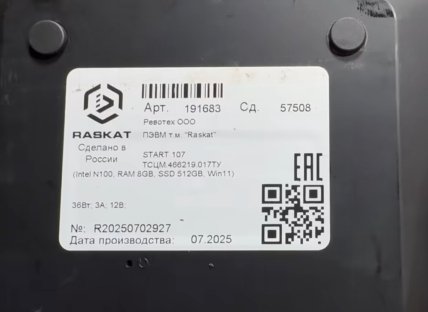 Арт. 191683 Сд. 57508
Ревотех ООО
RASKAT
ПЭВМ т.м. "Raskat"
Сделано в
России
START 107
ТСЦМ.466219.017ТУ
(Intel N100, RAM 8GB, SSD 512GB, Win11)
EAC
36Вт; 3А; 12В;
№: R20250702927
Дата производства: 07.2025